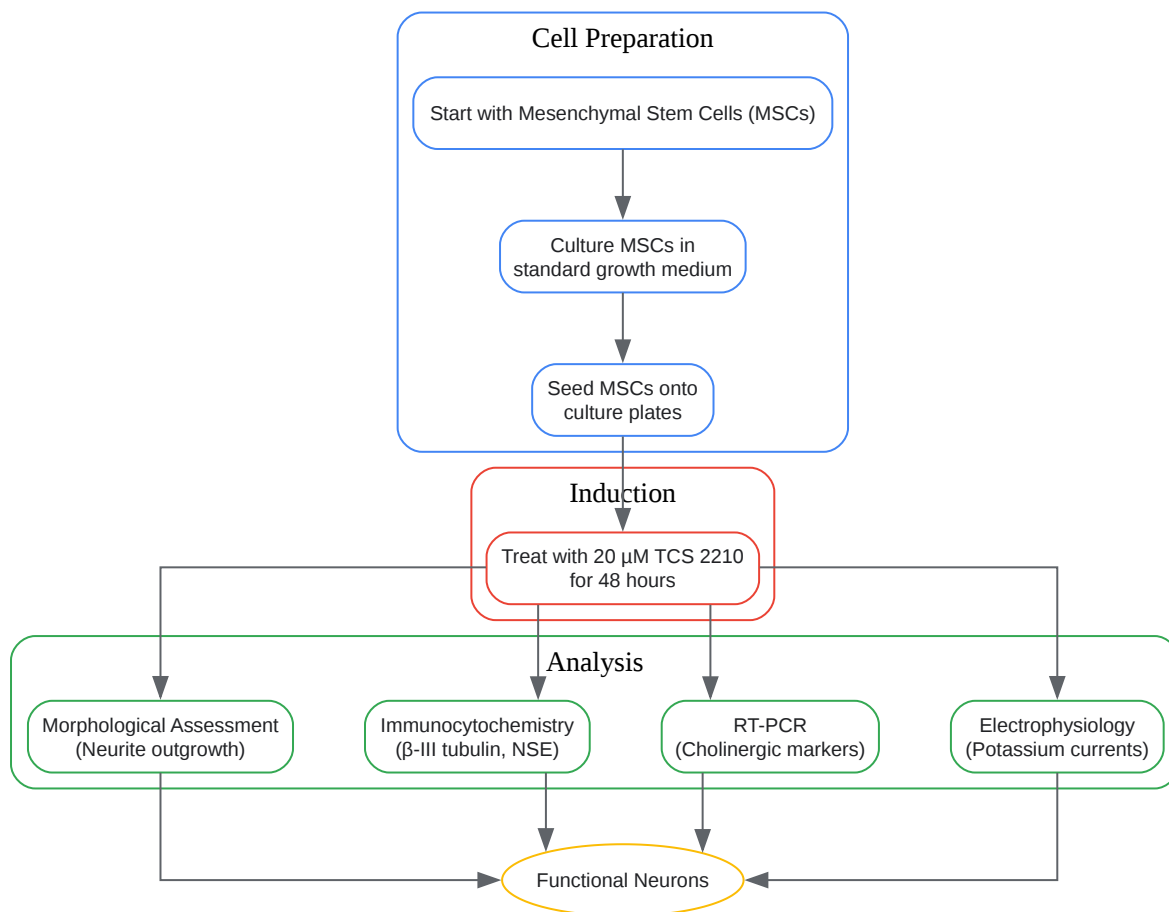 Cell Preparation
Start with Mesenchymal Stem Cells (MSCs)
Culture MSCs in
standard growth medium
Seed MSCs onto
culture plates
Induction
Treat with 20 µM TCS 2210
for 48 hours
Analysis
Morphological Assessment
(Neurite outgrowth)
Immunocytochemistry
(β-III tubulin, NSE)
RT-PCR
(Cholinergic markers)
Electrophysiology
(Potassium currents)
Functional Neurons